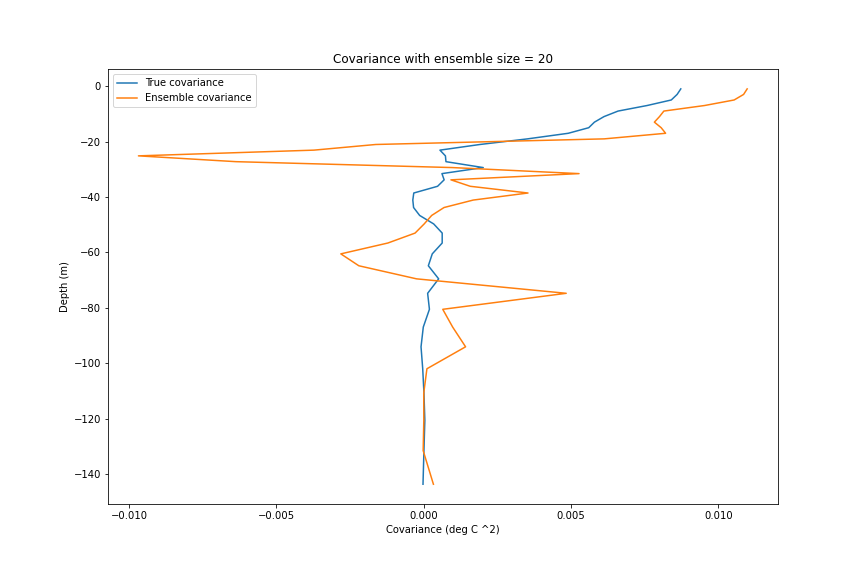 Covariance with ensemble size = 20
True covariance
Ensemble covariance
0
−20
−40
−60
−80
−100
−120
−140
Depth (m)
−0.010
−0.005
0.000
0.005
0.010
Covariance (deg C ^2)